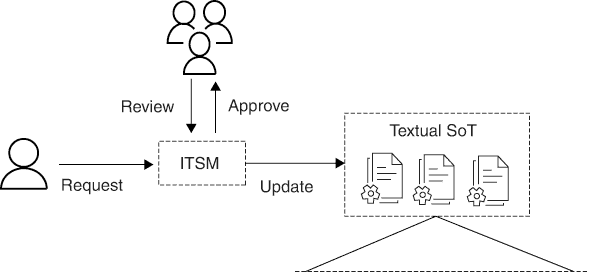 Review
Approve
Textual SoT
ITSM
Request
Update